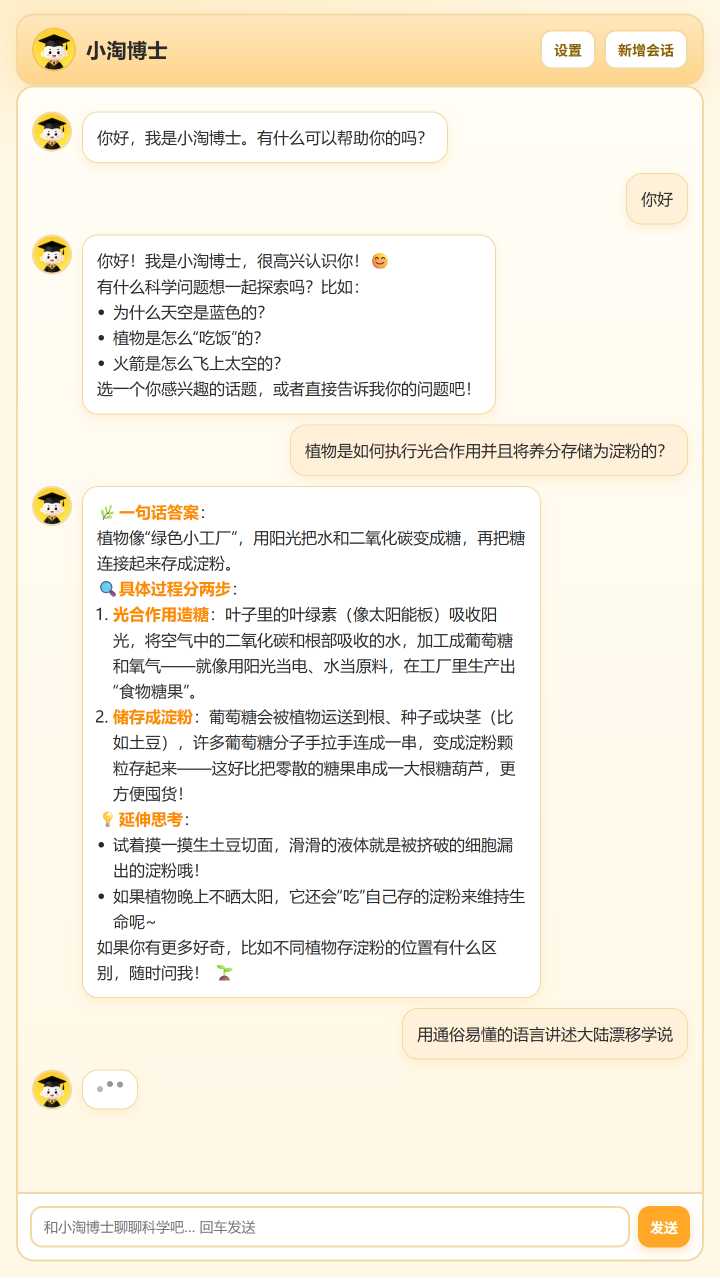 小淘博士
设置
新增会话
你好，我是小淘博士。有什么可以帮助你的吗？
你好
你好！我是小淘博士，很高兴认识你！😊
有什么科学问题想一起探索吗？比如：
• 为什么天空是蓝色的？
• 植物是怎么“吃饭”的？
• 火箭是怎么飞上太空的？
选一个你感兴趣的话题，或者直接告诉我你的问题吧！
植物是如何执行光合作用并且将养分存储为淀粉的？
🌿 一句话答案：
植物像“绿色小工厂”，用阳光把水和二氧化碳变成糖，再把糖
连接起来存成淀粉。
🔍 具体过程分两步：
1. 光合作用造糖：叶子里的叶绿素（像太阳能板）吸收阳
光，将空气中的二氧化碳和根部吸收的水，加工成葡萄糖
和氧气——就像用阳光当电、水当原料，在工厂里生产出
“食物糖果”。
2. 储存成淀粉：葡萄糖会被植物运送到根、种子或块茎（比
如土豆），许多葡萄糖分子手拉手连成一串，变成淀粉颗
粒存起来——这好比把零散的糖果串成一大根糖葫芦，更
方便囤货！
💡 延伸思考：
• 试着摸一摸生土豆切面，滑滑的液体就是被挤破的细胞漏
出的淀粉哦！
• 如果植物晚上不晒太阳，它还会“吃”自己存的淀粉来维持生
命呢~
如果你有更多好奇，比如不同植物存淀粉的位置有什么区
别，随时问我！ 🌱
用通俗易懂的语言讲述大陆漂移学说
和小淘博士聊聊科学吧... 回车发送
发送